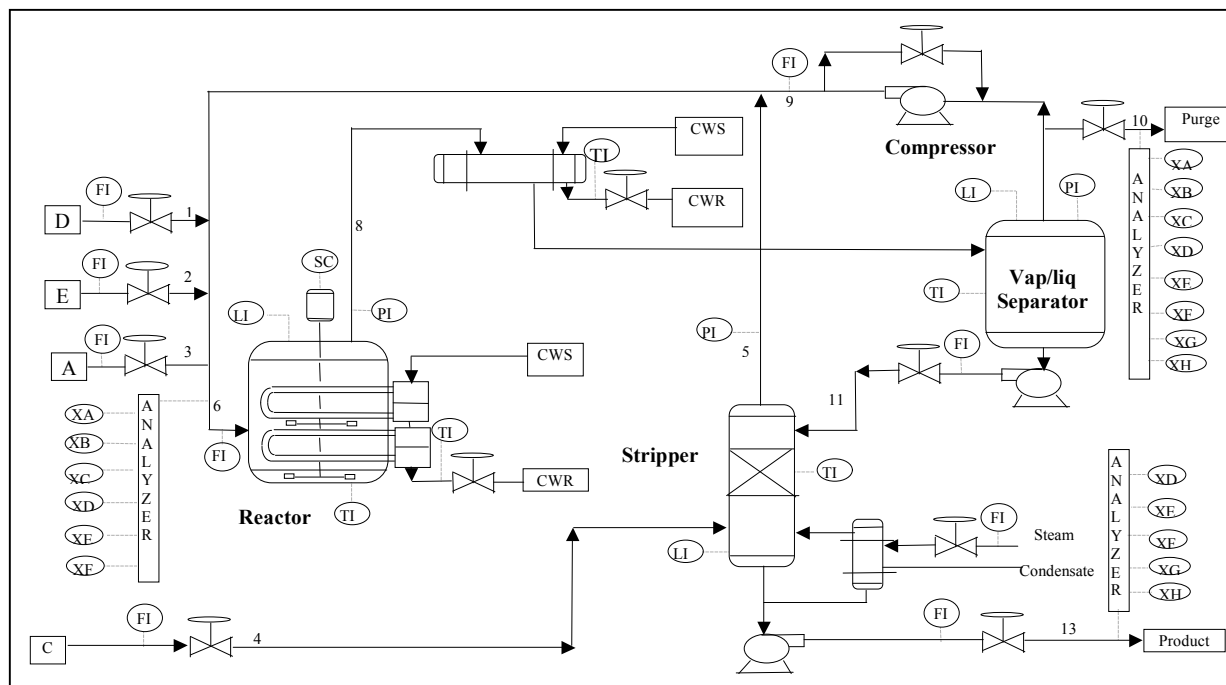 FI
9
CWS
Compressor
10
Purge
TI
CWR
LI
PI
A
N
A
L
Y
Z
E
R
XA
XB
XC
XD
XE
XF
XG
XH
FI
D
1
8
FI
E
2
SC
Vap/liq
Separator
TI
LI
PI
PI
5
FI
A
3
CWS
FI
11
6
FI
A
N
A
L
Y
Z
E
R
XA
XB
XC
XD
XE
XF
TI
CWR
TI
Reactor
Stripper
TI
LI
FI
Steam
Condensate
A
N
A
L
Y
Z
E
R
XD
XE
XF
XG
XH
FI
C
4
FI
13
Product